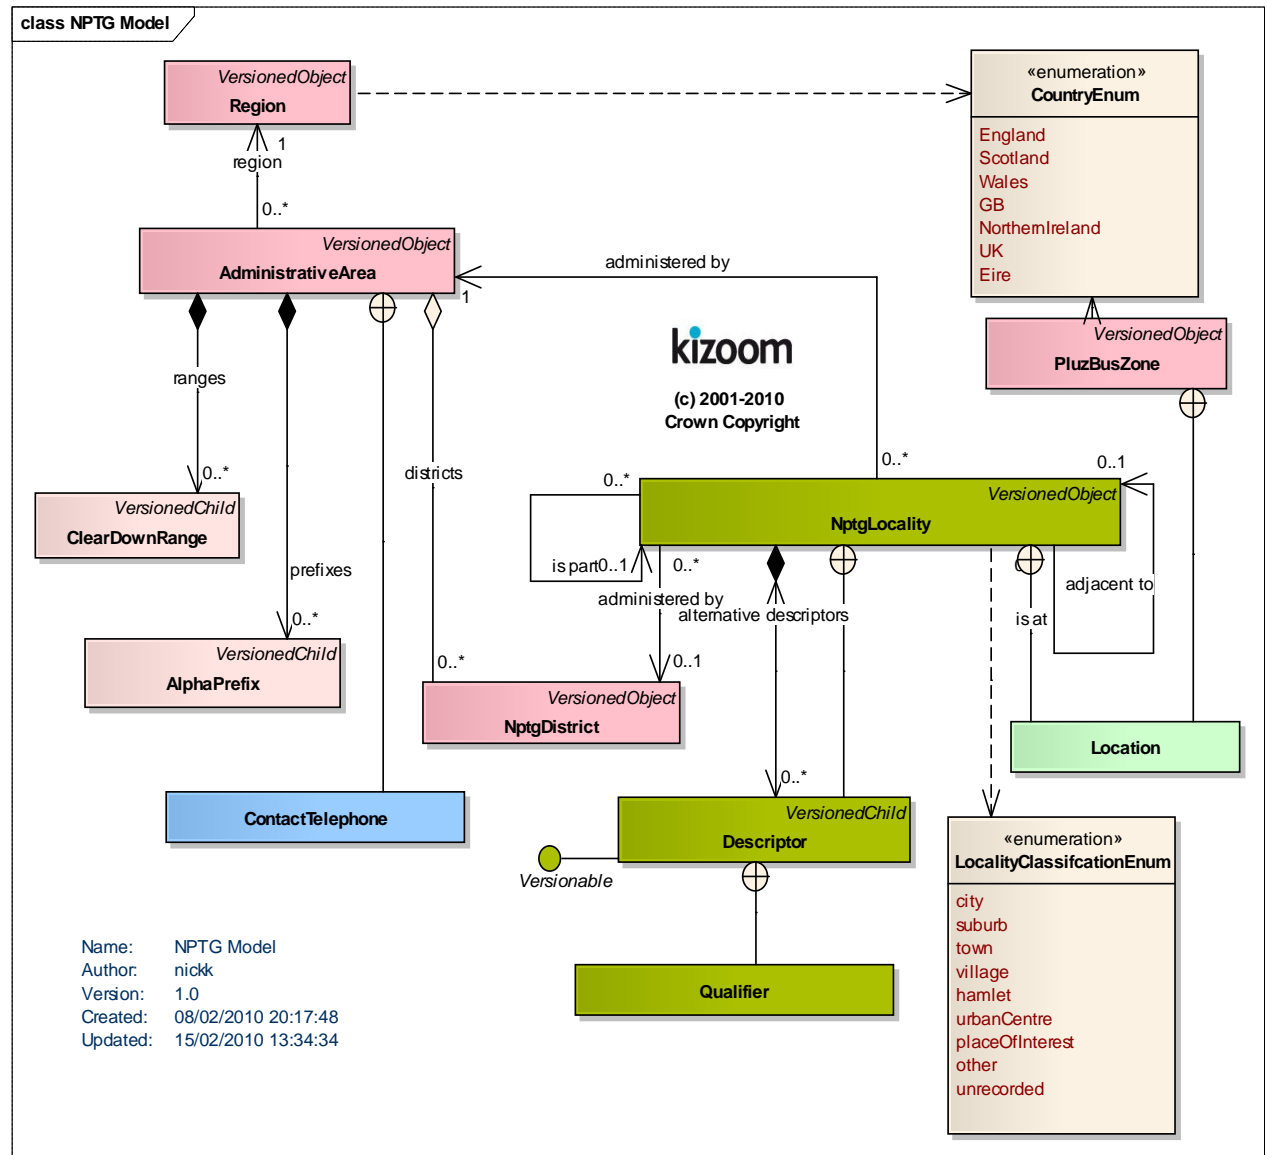 class NPTG Model
VersionedObject
Region
«enumeration»
CountryEnum
England
Scotland
Wales
GB
NorthernIreland
UK
Eire
1
region
0..*
VersionedObject
AdministrativeArea
administered by
1
VersionedObject
PluzBusZone
kizoom
(c) 2001-2010
Crown Copyright
ranges
0..*
districts
0..*
0..*
0..1
VersionedChild
ClearDownRange
VersionedObject
NptgLocality
prefixes
0..*
is part
0..1
0..*
administered by
alternative descriptors
adjacent to
is at
VersionedChild
AlphaPrefix
0..*
0..1
VersionedObject
NptgDistrict
Location
0..*
ContactTelephone
VersionedChild
Descriptor
Versionable
«enumeration»
LocalityClassifcationEnum
city
suburb
town
village
hamlet
urbanCentre
placeOfInterest
other
unrecorded
Qualifier
Name: NPTG Model
Author: nickk
Version: 1.0
Created: 08/02/2010 20:17:48
Updated: 15/02/2010 13:34:34